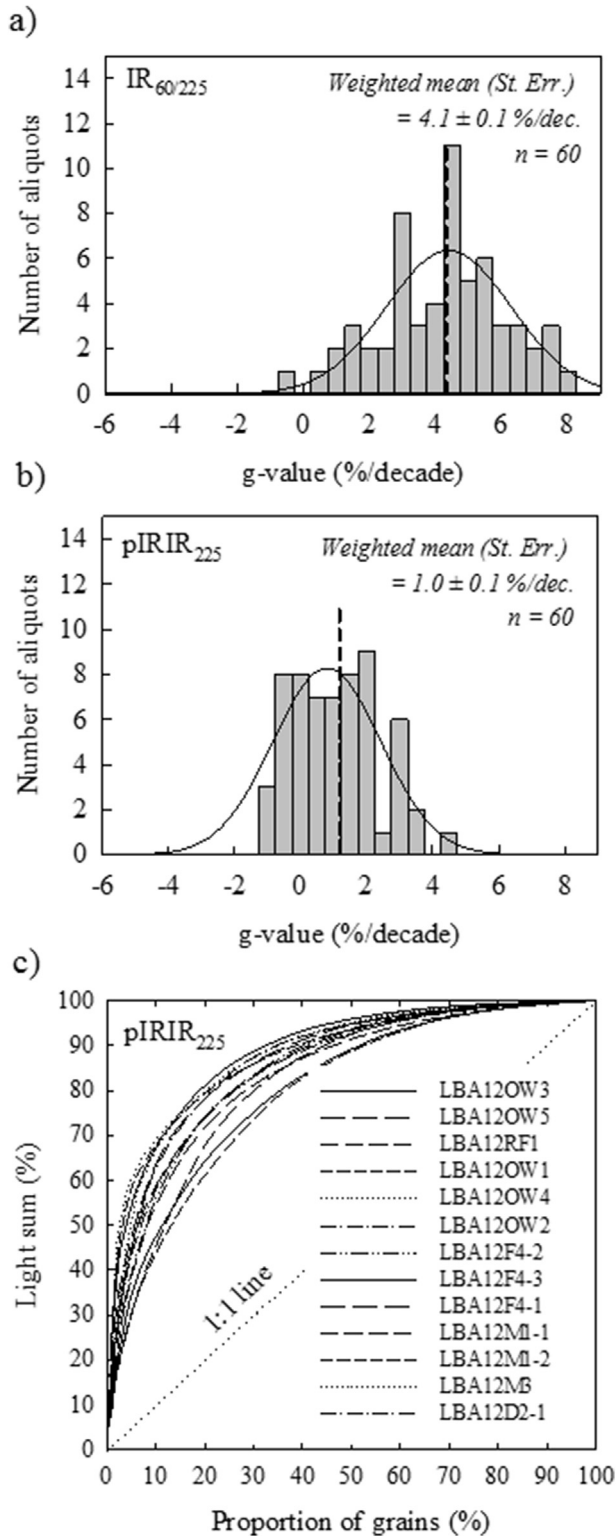 a)
IR60/225
Weighted mean (St. Err.)
= 4.1 ± 0.1 %/dec.
n = 60
Number of aliquots
14
12
10
8
6
4
2
0
-6 -4 -2 0 2 4 6 8
g-value (%/decade)
b)
pIRIR225
Weighted mean (St. Err.)
= 1.0 ± 0.1 %/dec.
n = 60
Number of aliquots
14
12
10
8
6
4
2
0
-6 -4 -2 0 2 4 6 8
g-value (%/decade)
c)
pIRIR225
Light sum (%)
100
90
80
70
60
50
40
30
20
10
0
1:1 line
LBA12OW3
LBA12OW5
LBA12RF1
LBA12OW1
LBA12OW4
LBA12OW2
LBA12F4-2
LBA12F4-3
LBA12F4-1
LBA12M1-1
LBA12M1-2
LBA12M3
LBA12D2-1
0 10 20 30 40 50 60 70 80 90 100
Proportion of grains (%)